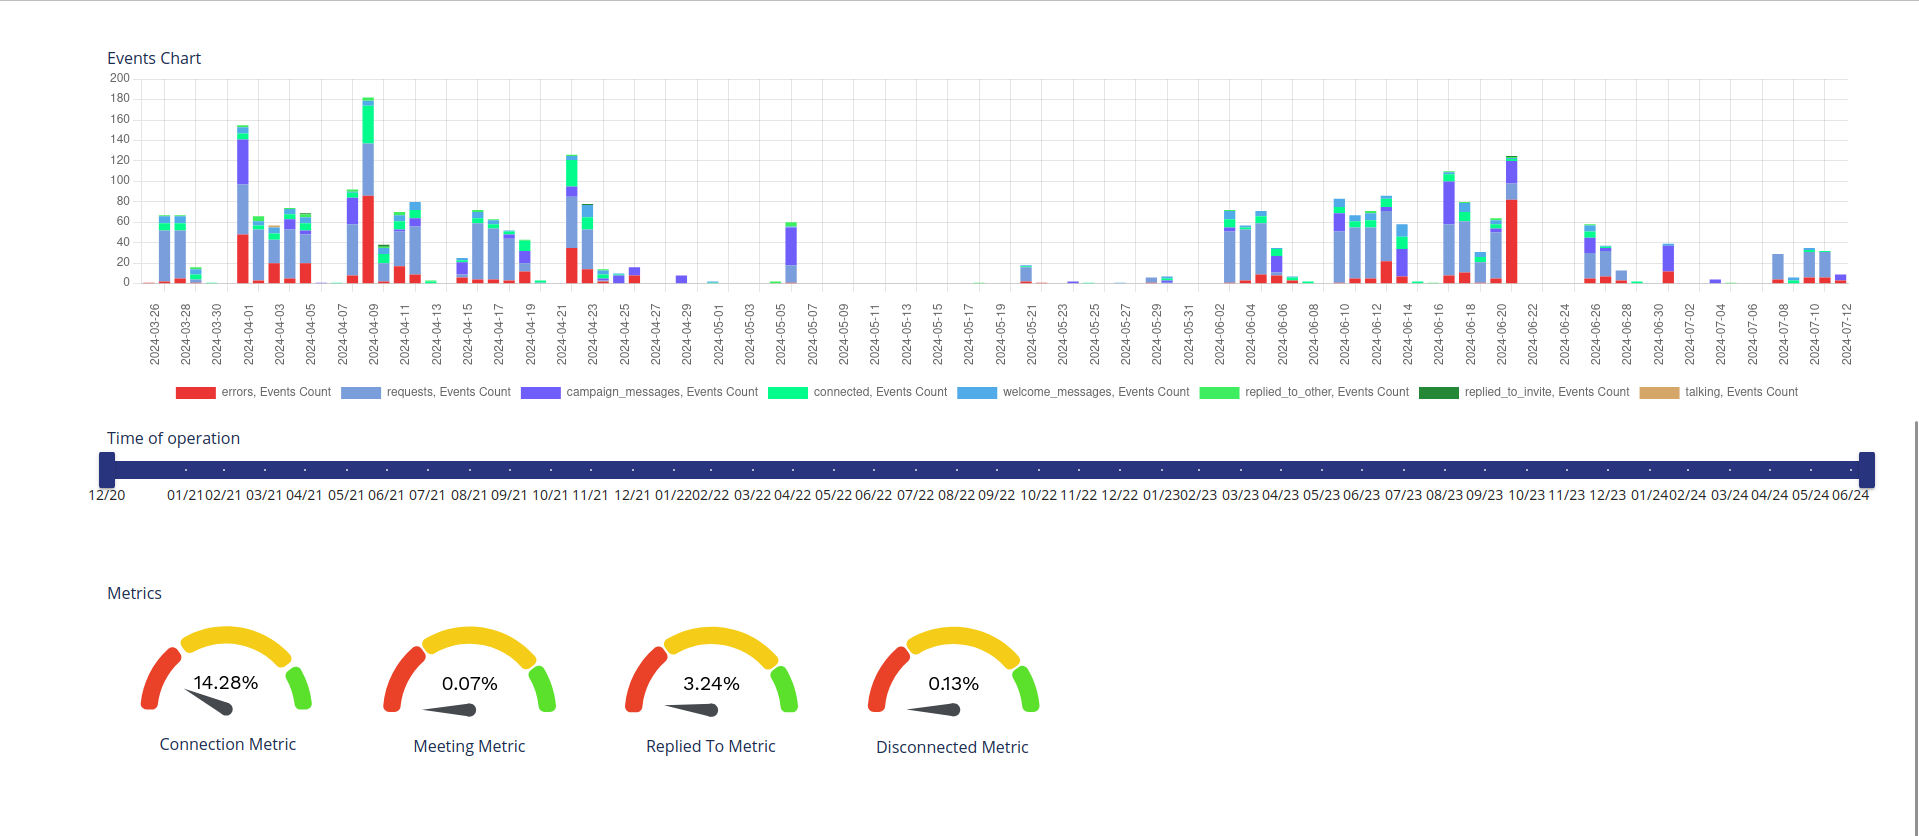 Events Chart
200
180
160
140
120
100
80
60
40
20
0
2024-03-26 2024-03-28 2024-03-30 2024-04-01 2024-04-03 2024-04-05 2024-04-07 2024-04-09 2024-04-11 2024-04-13 2024-04-15 2024-04-17 2024-04-19 2024-04-21 2024-04-23 2024-04-25 2024-04-27 2024-04-29 2024-05-01 2024-05-03 2024-05-05 2024-05-07 2024-05-09 2024-05-11 2024-05-13 2024-05-15 2024-05-17 2024-05-19 2024-05-21 2024-05-23 2024-05-25 2024-05-27 2024-05-29 2024-05-31 2024-06-02 2024-06-04 2024-06-06 2024-06-08 2024-06-10 2024-06-12 2024-06-14 2024-06-16 2024-06-18 2024-06-20 2024-06-22 2024-06-24 2024-06-26 2024-06-28 2024-06-30 2024-07-02 2024-07-04 2024-07-06 2024-07-08 2024-07-10 2024-07-12
errors, Events Count requests, Events Count campaign_messages, Events Count connected, Events Count welcome_messages, Events Count replied_to_other, Events Count replied_to_invite, Events Count talking, Events Count
Time of operation
12/20 01/21 02/21 03/21 04/21 05/21 06/21 07/21 08/21 09/21 10/21 11/21 12/21 01/22 02/22 03/22 04/22 05/22 06/22 07/22 08/22 09/22 10/22 11/22 12/22 01/23 02/23 03/23 04/23 05/23 06/23 07/23 08/23 09/23 10/23 11/23 12/23 01/24 02/24 03/24 04/24 05/24 06/24
Metrics
14.28% 0.07% 3.24% 0.13%
Connection Metric Meeting Metric Replied To Metric Disconnected Metric